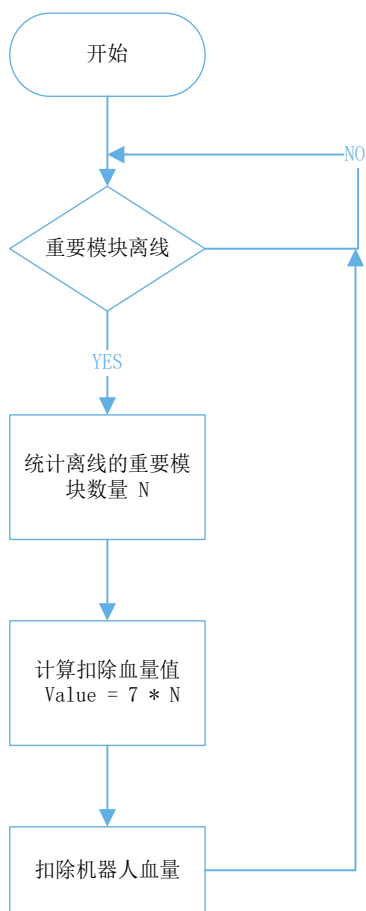 开始
NO
重要模块离线
YES
统计离线的重要模
块数量 N
计算扣除血量值
Value = 7 * N
扣除机器人血量